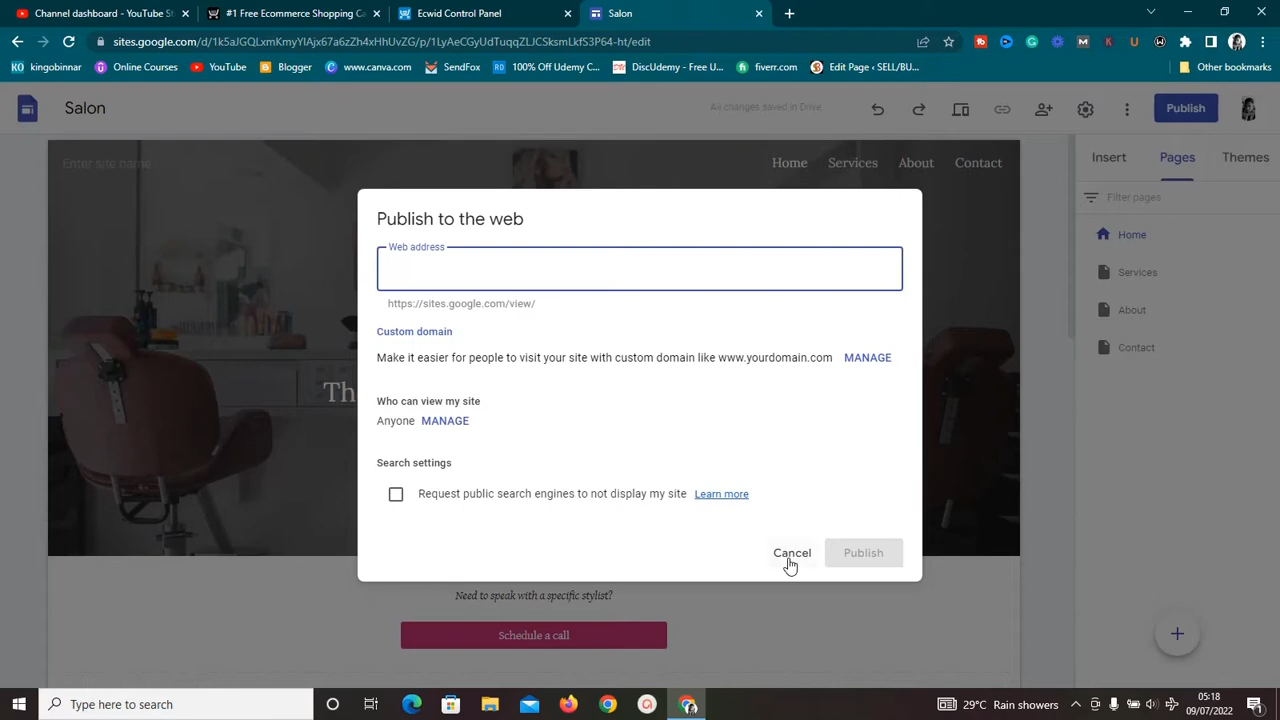 Channel dashboard - YouTube S
#1 Free Ecommerce Shopping Ca
Ecwid Control Panel
Salon
sites.google.com/d/1k5aJGQLxmKmyYIAjx67a6zZh4xHhUvZG/p/1LyAeCGyUdTuqqZLJCSksmLkfS3P64-ht/edit
kingobinnar
Online Courses
YouTube
Blogger
www.canva.com
SendFox
100% Off Udemy C...
DiscUdemy - Free U...
fiverr.com
Edit Page ‹ SELL/BU...
Other bookmarks
Salon
All changes saved in Drive
Publish
Enter site name
Home Services About Contact
Insert Pages Themes
Filter pages
Home
Services
About
Contact
Publish to the web
Web address
https://sites.google.com/view/
Custom domain
Make it easier for people to visit your site with custom domain like www.yourdomain.com MANAGE
Who can view my site
Anyone MANAGE
Search settings
Request public search engines to not display my site Learn more
Cancel Publish
Th
Need to speak with a specific stylist?
Schedule a call
Type here to search
29°C Rain showers
05:18
09/07/2022